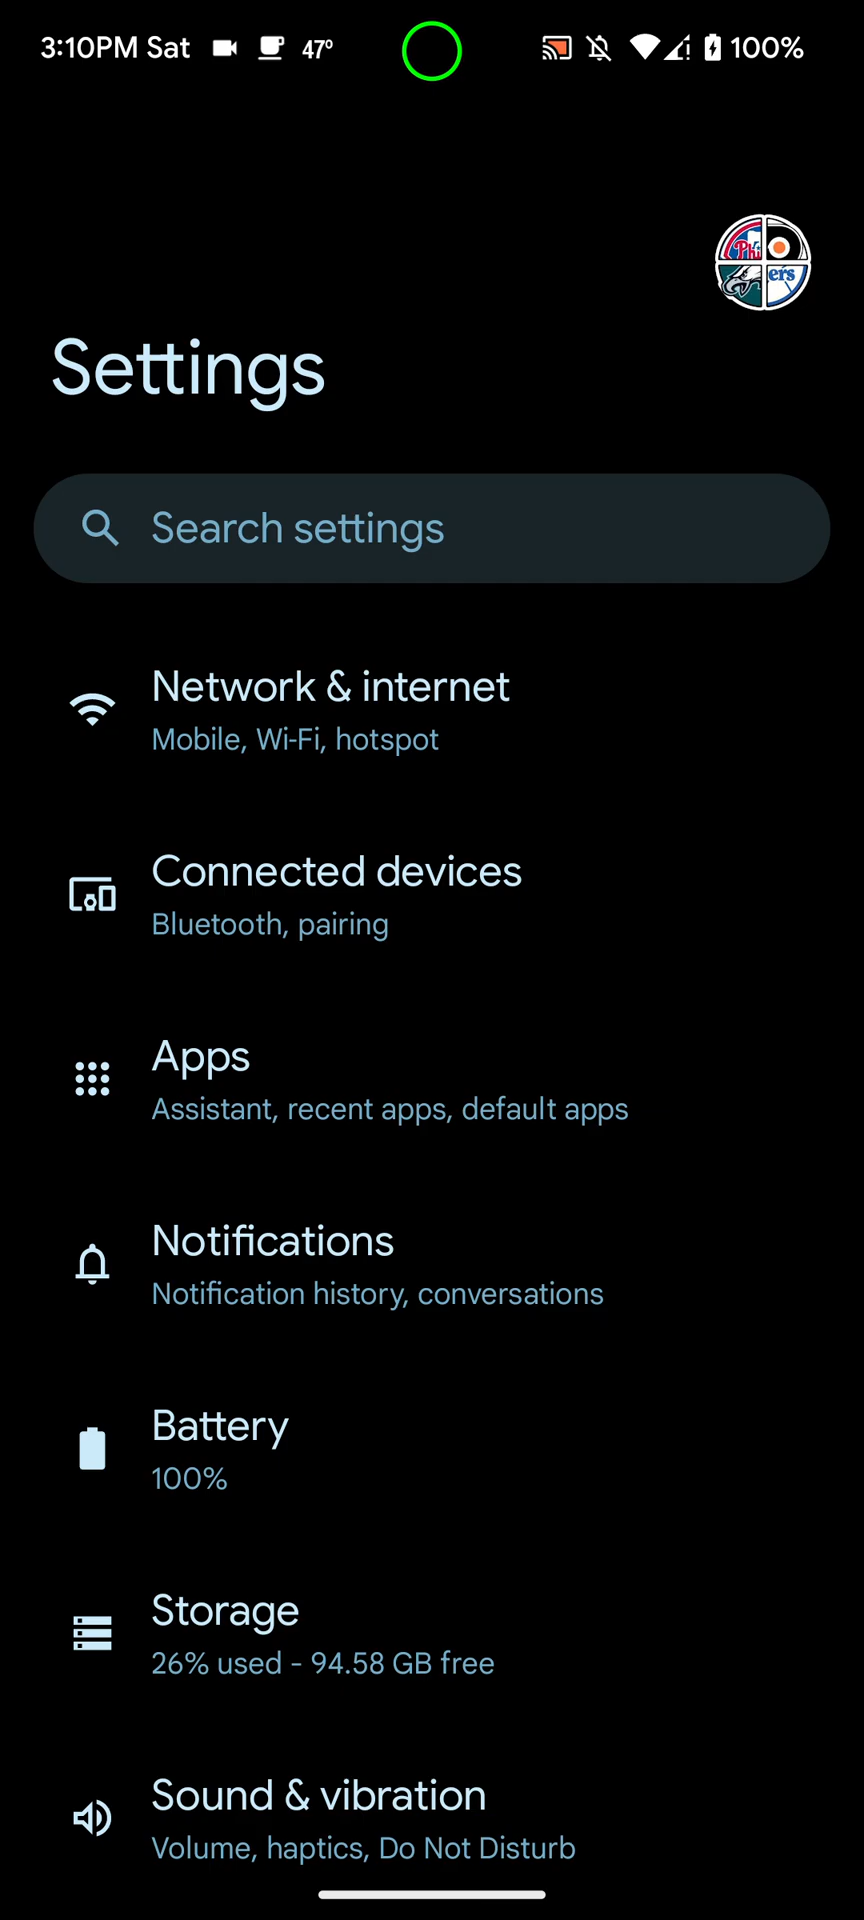 3:10PM Sat 47° 100%
Phi
ers
Settings
Search settings
Network & internet
Mobile, Wi-Fi, hotspot
Connected devices
Bluetooth, pairing
Apps
Assistant, recent apps, default apps
Notifications
Notification history, conversations
Battery
100%
Storage
26% used - 94.58 GB free
Sound & vibration
Volume, haptics, Do Not Disturb